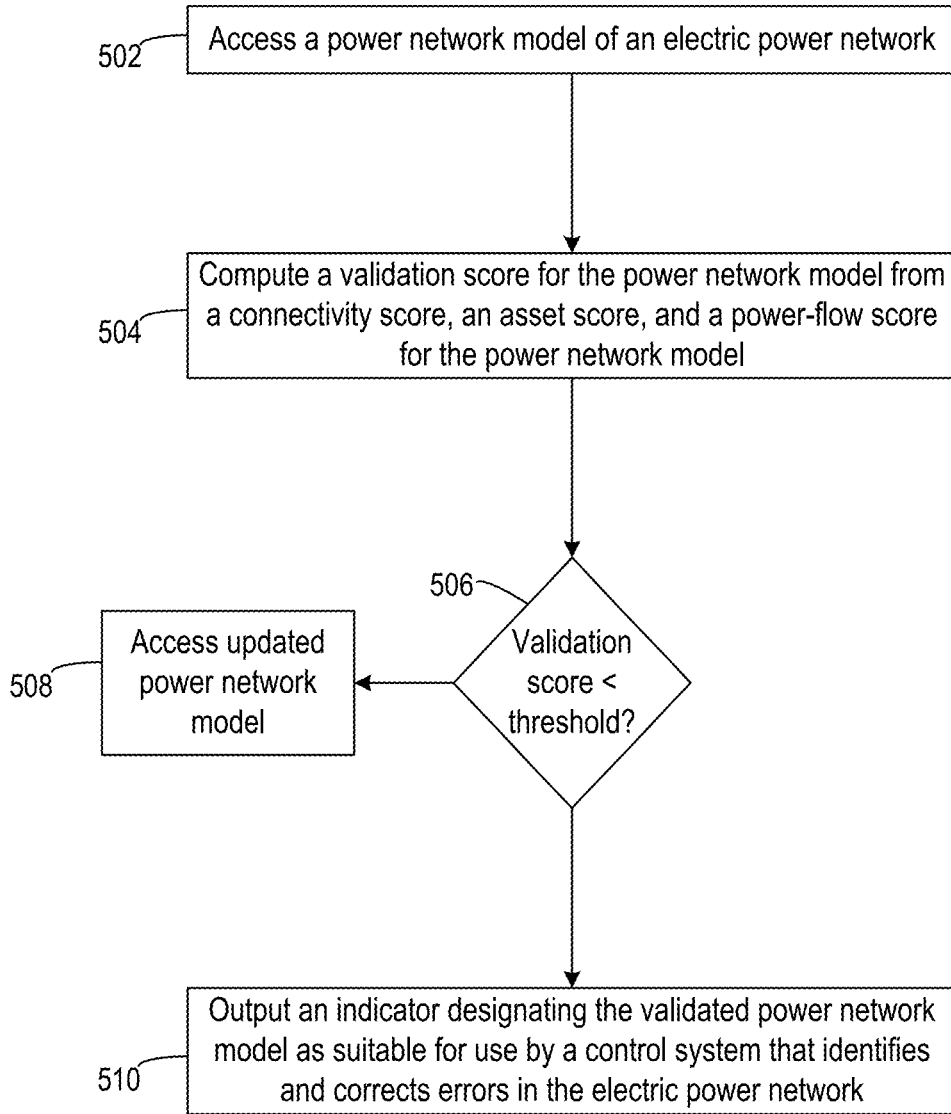 502
Access a power network model of an electric power network
504
Compute a validation score for the power network model from
a connectivity score, an asset score, and a power-flow score
for the power network model
506
Validation
score <
threshold?
508
Access updated
power network
model
510
Output an indicator designating the validated power network
model as suitable for use by a control system that identifies
and corrects errors in the electric power network